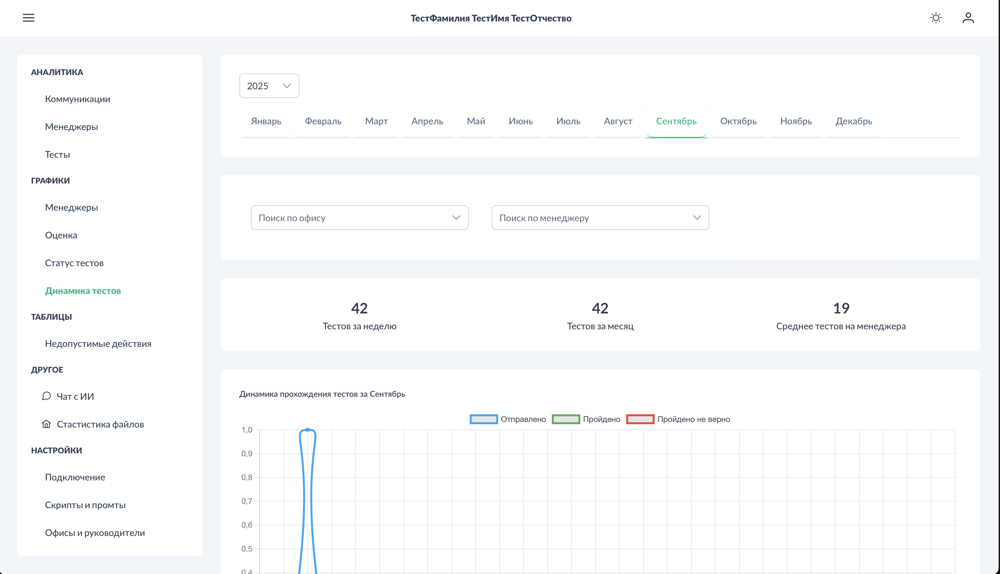 ТестФамилия ТестИмя ТестОтчество
АНАЛИТИКА
Коммуникации
Менеджеры
Тесты
ГРАФИКИ
Менеджеры
Оценка
Статус тестов
Динамика тестов
ТАБЛИЦЫ
Недопустимые действия
ДРУГОЕ
Чат с ИИ
Стастистика файлов
НАСТРОЙКИ
Подключение
Скрипты и промты
Офисы и руководители
2025
Январь Февраль Март Апрель Май Июнь Июль Август Сентябрь Октябрь Ноябрь Декабрь
Поиск по офису Поиск по менеджеру
42 42 19
Тестов за неделю Тестов за месяц Среднее тестов на менеджера
Динамика прохождения тестов за Сентябрь
Отправлено Пройдено Пройдено не верно
1,0
0,9
0,8
0,7
0,6
0,5
0,4